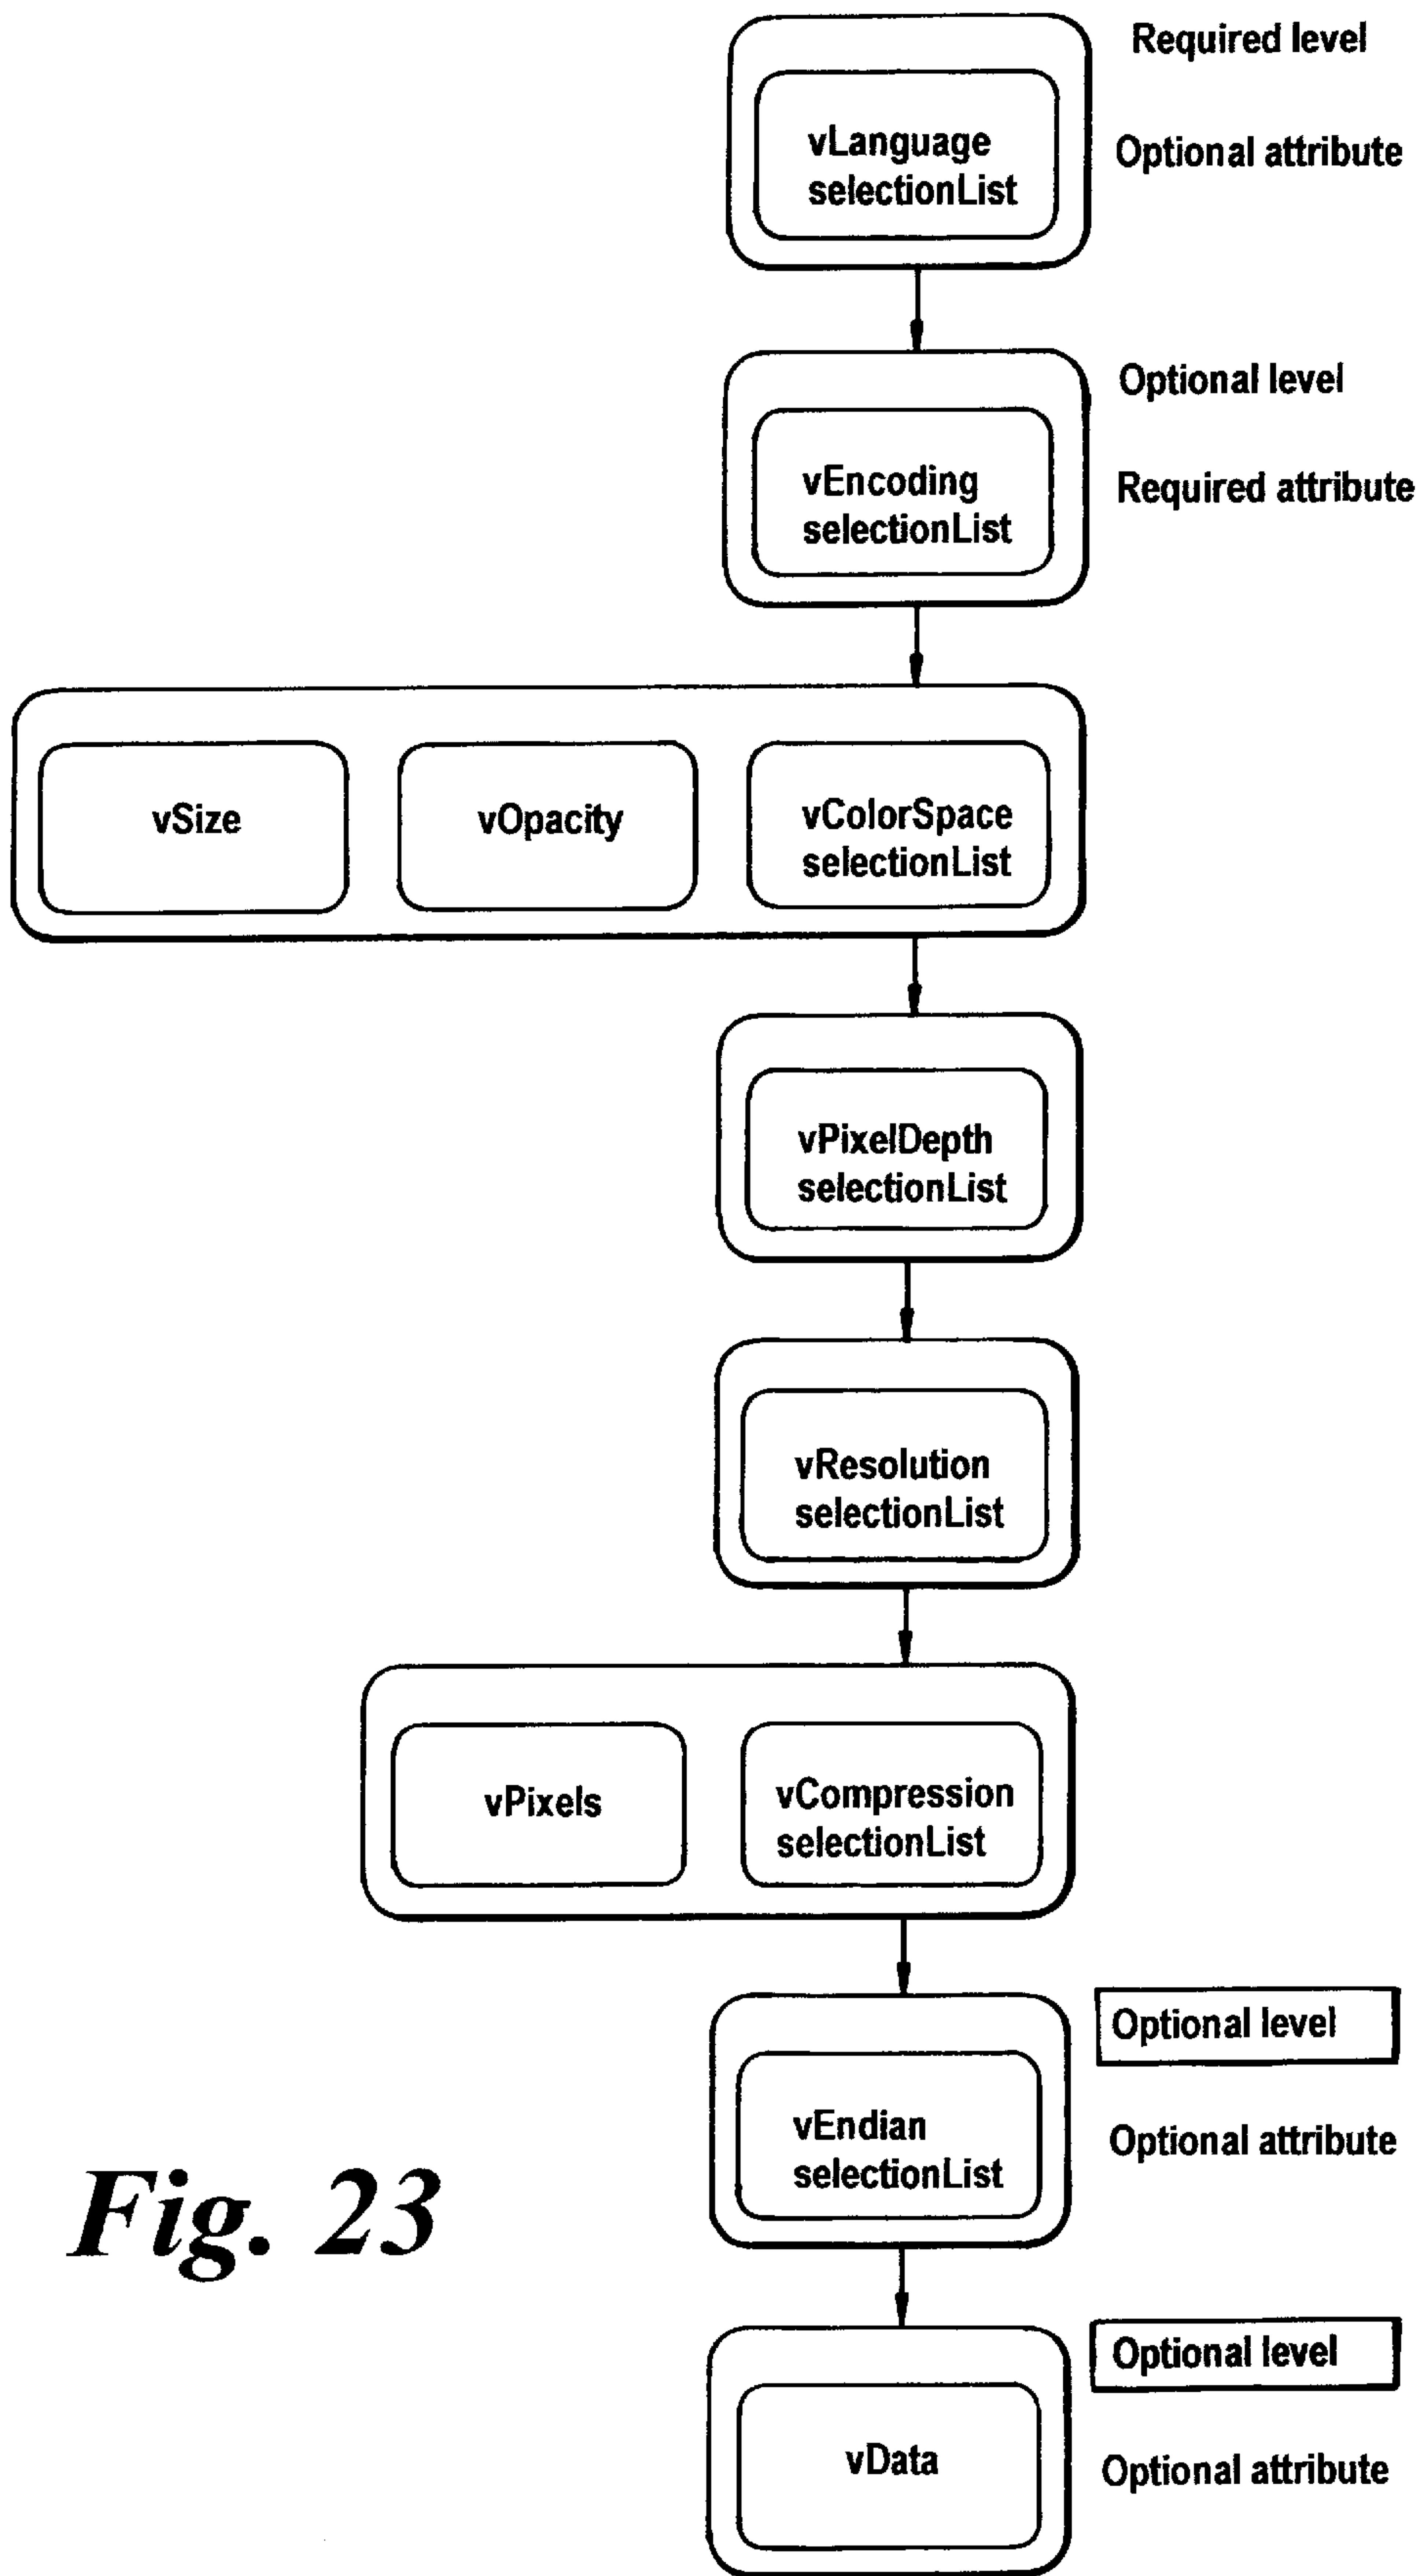 Required level
vLanguage
selectionList
Optional attribute
Optional level
vEncoding
selectionList
Required attribute
vSize
vOpacity
vColorSpace
selectionList
vPixelDepth
selectionList
vResolution
selectionList
vPixels
vCompression
selectionList
Optional level
vEndian
selectionList
Optional attribute
Fig. 23
Optional level
vData
Optional attribute